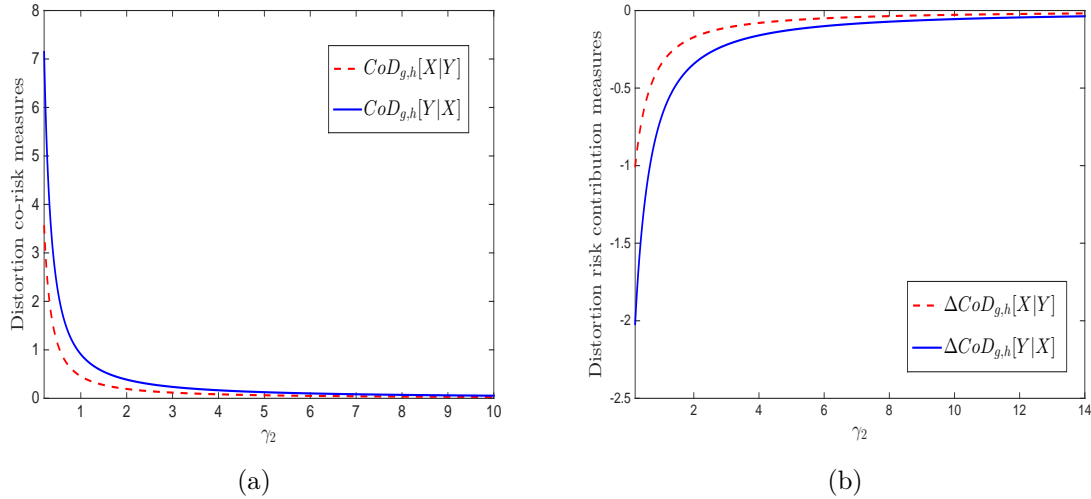 Distortion co-risk measures
8
7
6
5
4
3
2
1
0
1 2 3 4 5 6 7 8 9 10
γ₂
CoD_{g,h}[X|Y]
CoD_{g,h}[Y|X]
(a)
Distortion risk contribution measures
0
-0.5
-1
-1.5
-2
-2.5
2 4 6 8 10 12 14
γ₂
ΔCoD_{g,h}[X|Y]
ΔCoD_{g,h}[Y|X]
(b)